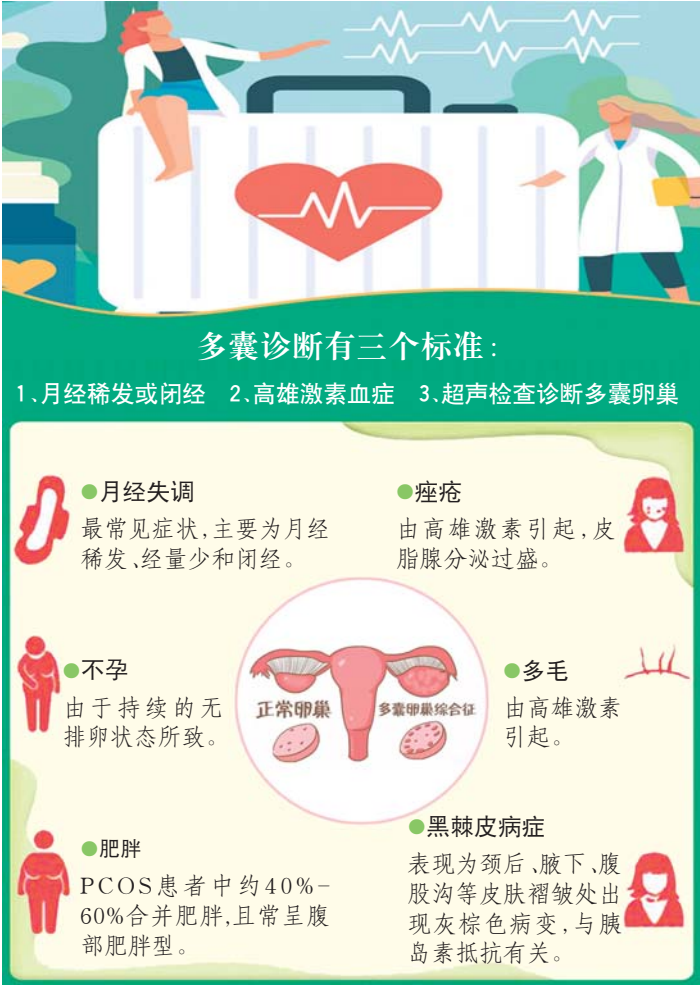 多囊诊断有三个标准：
1、月经稀发或闭经 2、高雄激素血症 3、超声检查诊断多囊卵巢
●月经失调
最常见症状，主要为月经
稀发、经量少和闭经。
●痤疮
由高雄激素引起，皮
脂腺分泌过盛。
●不孕
由于持续的无
排卵状态所致。
正常卵巢
多囊卵巢综合征
●多毛
由高雄激素
引起。
●肥胖
PCOS患者中约40%-
60%合并肥胖，且常呈腹
部肥胖型。
●黑棘皮病症
表现为颈后、腋下、腹
股沟等皮肤褶皱处出
现灰棕色病变，与胰
岛素抵抗有关。